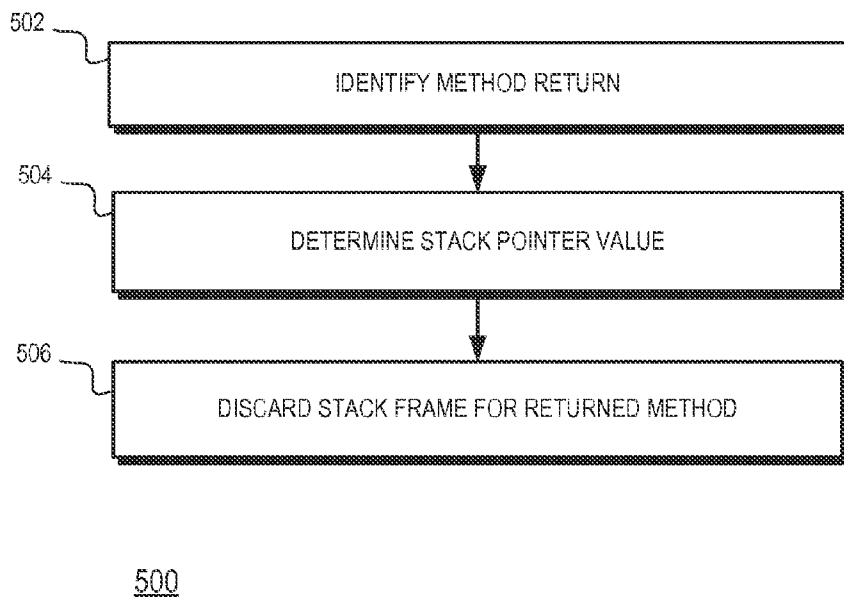 502
IDENTIFY METHOD RETURN
504
DETERMINE STACK POINTER VALUE
506
DISCARD STACK FRAME FOR RETURNED METHOD
500